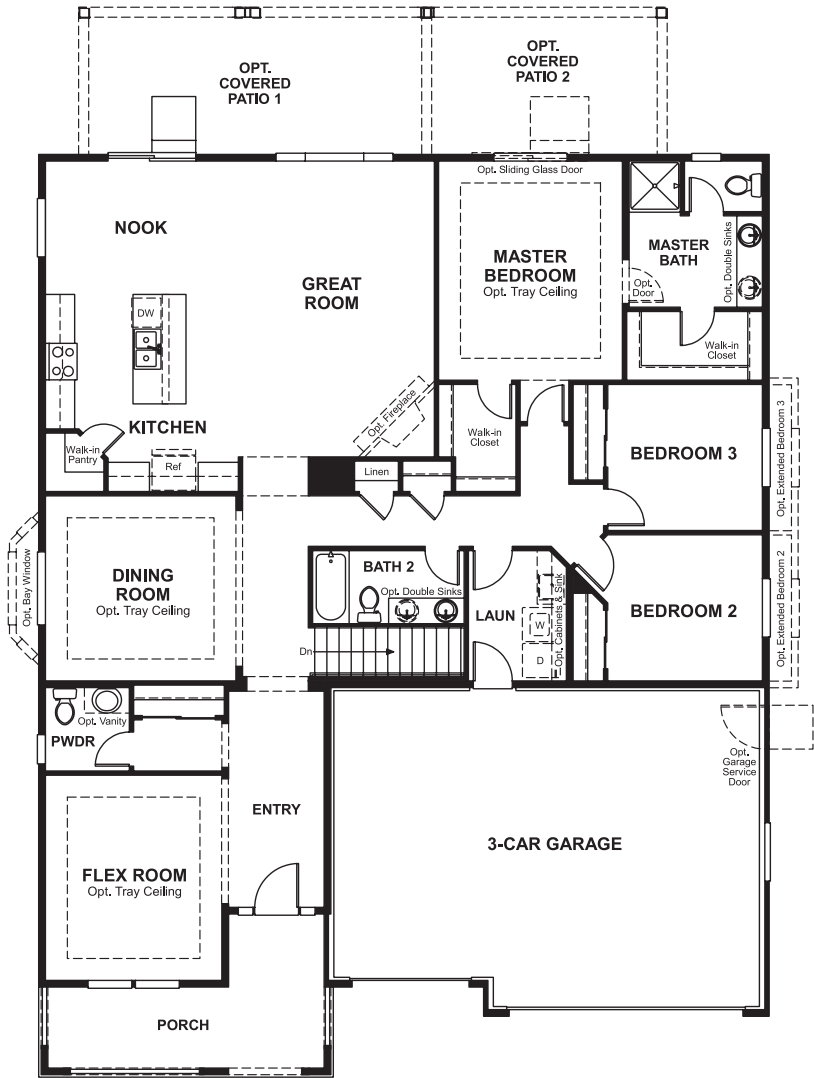 OPT.
COVERED
PATIO 1
OPT.
COVERED
PATIO 2
Opt. Sliding Glass Door
NOOK
GREAT
ROOM
MASTER
BEDROOM
Opt. Tray Ceiling
MASTER
BATH
Opt. Double Sinks
Opt.
Door
Walk-in
Closet
DW
KITCHEN
Walk-in
Pantry
Ref
Opt. Fireplace
Linen
Walk-in
Closet
BEDROOM 3
Opt. Extended Bedroom 3
DINING
ROOM
Opt. Tray Ceiling
Opt. Bay Window
BATH 2
Opt. Double Sinks
Dn
LAUN
W
D
Opt. Cabinets & Sink
BEDROOM 2
Opt. Extended Bedroom 2
Opt. Vanity
PWDR
Opt.
Garage
Service
Door
ENTRY
3-CAR GARAGE
FLEX ROOM
Opt. Tray Ceiling
PORCH